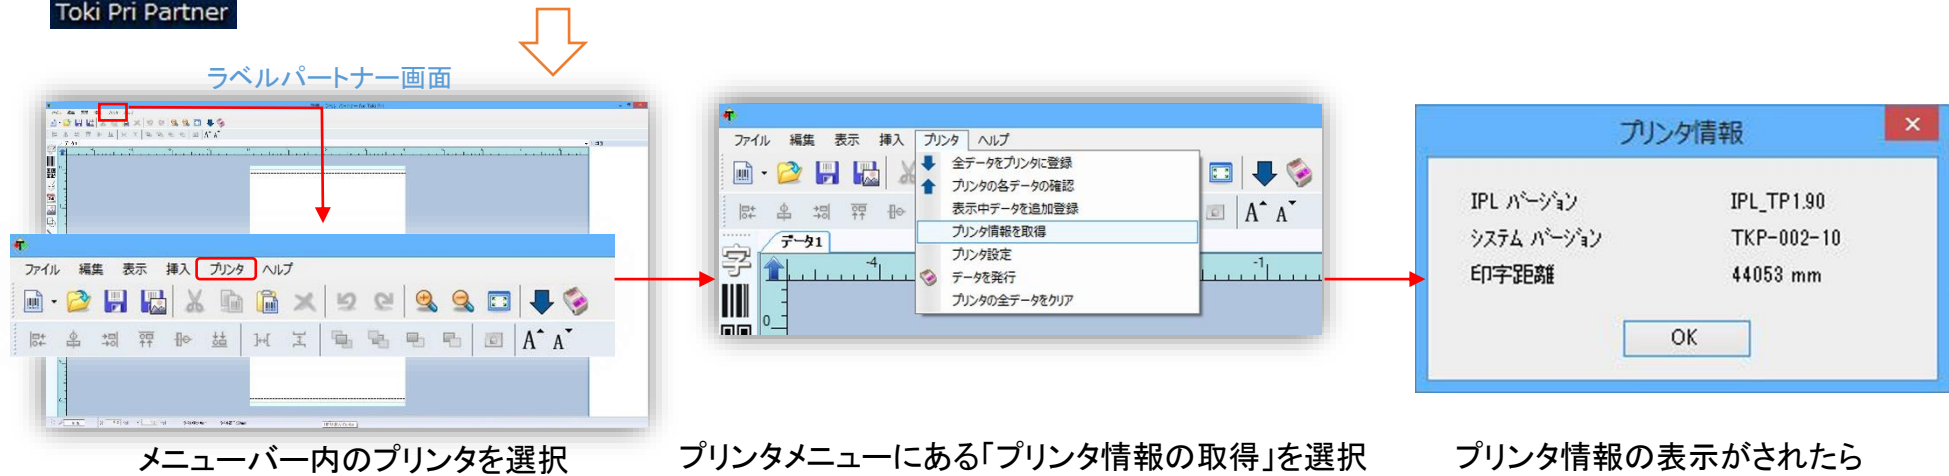 Toki Pri Partner
ラベルパートナー画面
ファイル 編集 表示 挿入 プリンタ ヘルプ
A A
メニューバー内のプリンタを選択
ファイル 編集 表示 挿入 プリンタ ヘルプ
全データをプリンタに登録
プリンタの各データの確認
表示中データを追加登録
プリンタ情報を取得
プリンタ設定
データを発行
プリンタの全データをクリア
A A
データ1
字
-4
-1
0
プリンタメニューにある「プリンタ情報の取得」を選択
プリンタ情報
IPL バージョン IPL_TP1.90
システム バージョン TKP-002-10
印字距離 44053 mm
OK
プリンタ情報の表示がされたら